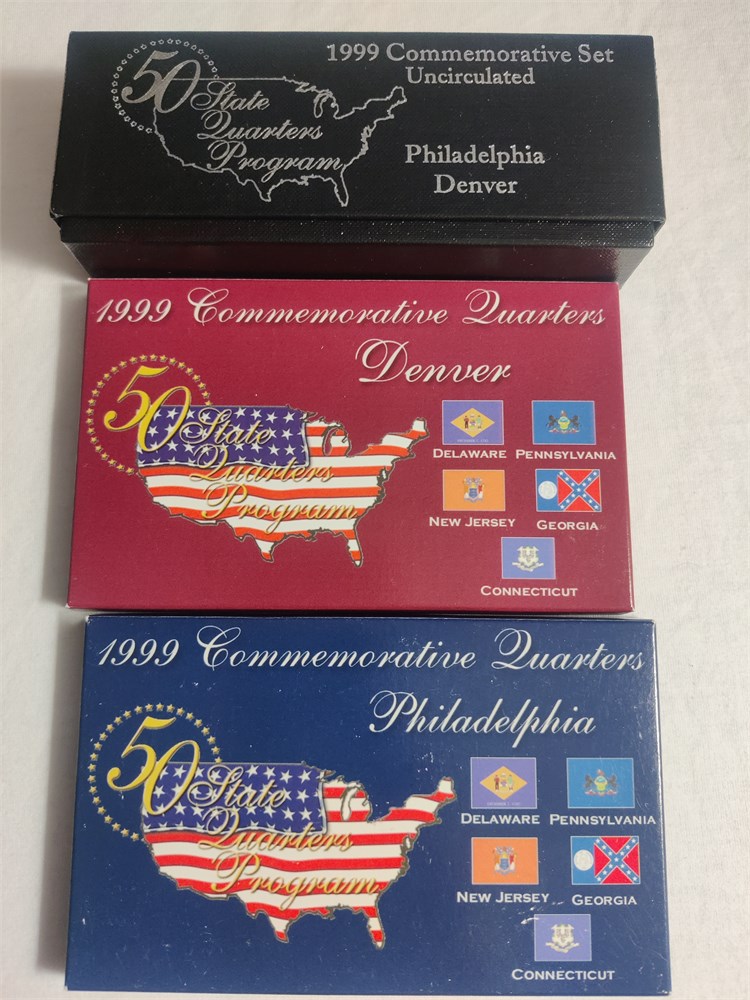 1999 Commemorative Set
Uncirculated
50 State
Quarters
Program
Philadelphia
Denver
1999 Commemorative Quarters
Denver
50 State
Quarters
Program
DELAWARE PENNSYLVANIA
NEW JERSEY GEORGIA
CONNECTICUT
1999 Commemorative Quarters
Philadelphia
50 State
Quarters
Program
DELAWARE PENNSYLVANIA
NEW JERSEY GEORGIA
CONNECTICUT